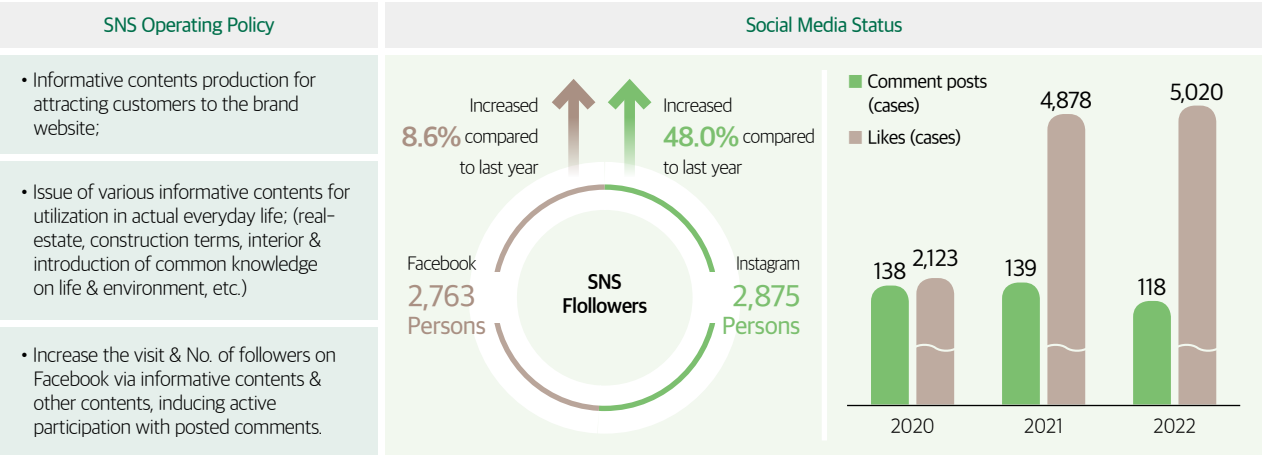 SNS Operating Policy
• Informative contents production for
attracting customers to the brand
website;
• Issue of various informative contents for
utilization in actual everyday life; (real-
estate, construction terms, interior &
introduction of common knowledge
on life & environment, etc.)
• Increase the visit & No. of followers on
Facebook via informative contents &
other contents, inducing active
participation with posted comments.
Social Media Status
Increased
8.6% compared
to last year
Increased
48.0% compared
to last year
Facebook
2,763
Persons
SNS
Flollowers
Instagram
2,875
Persons
Comment posts
(cases)
Likes (cases)
138
2,123
139
4,878
118
5,020
2020
2021
2022